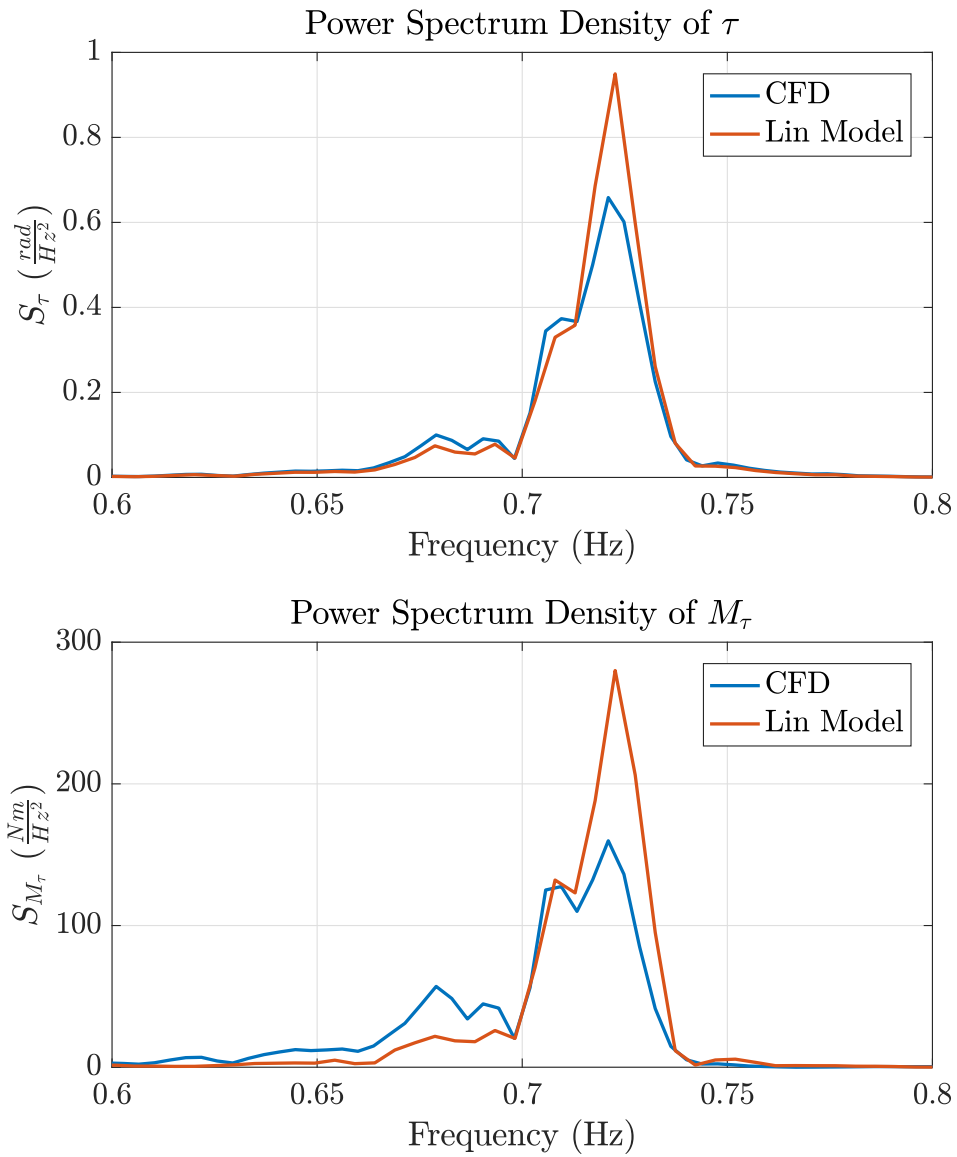 Power Spectrum Density of τ
1
0.8
0.6
0.4
0.2
0
S_τ (rad/Hz²)
CFD
Lin Model
0.6 0.65 0.7 0.75 0.8
Frequency (Hz)
Power Spectrum Density of M_τ
300
200
100
0
S_{M_τ} (Nm/Hz²)
CFD
Lin Model
0.6 0.65 0.7 0.75 0.8
Frequency (Hz)